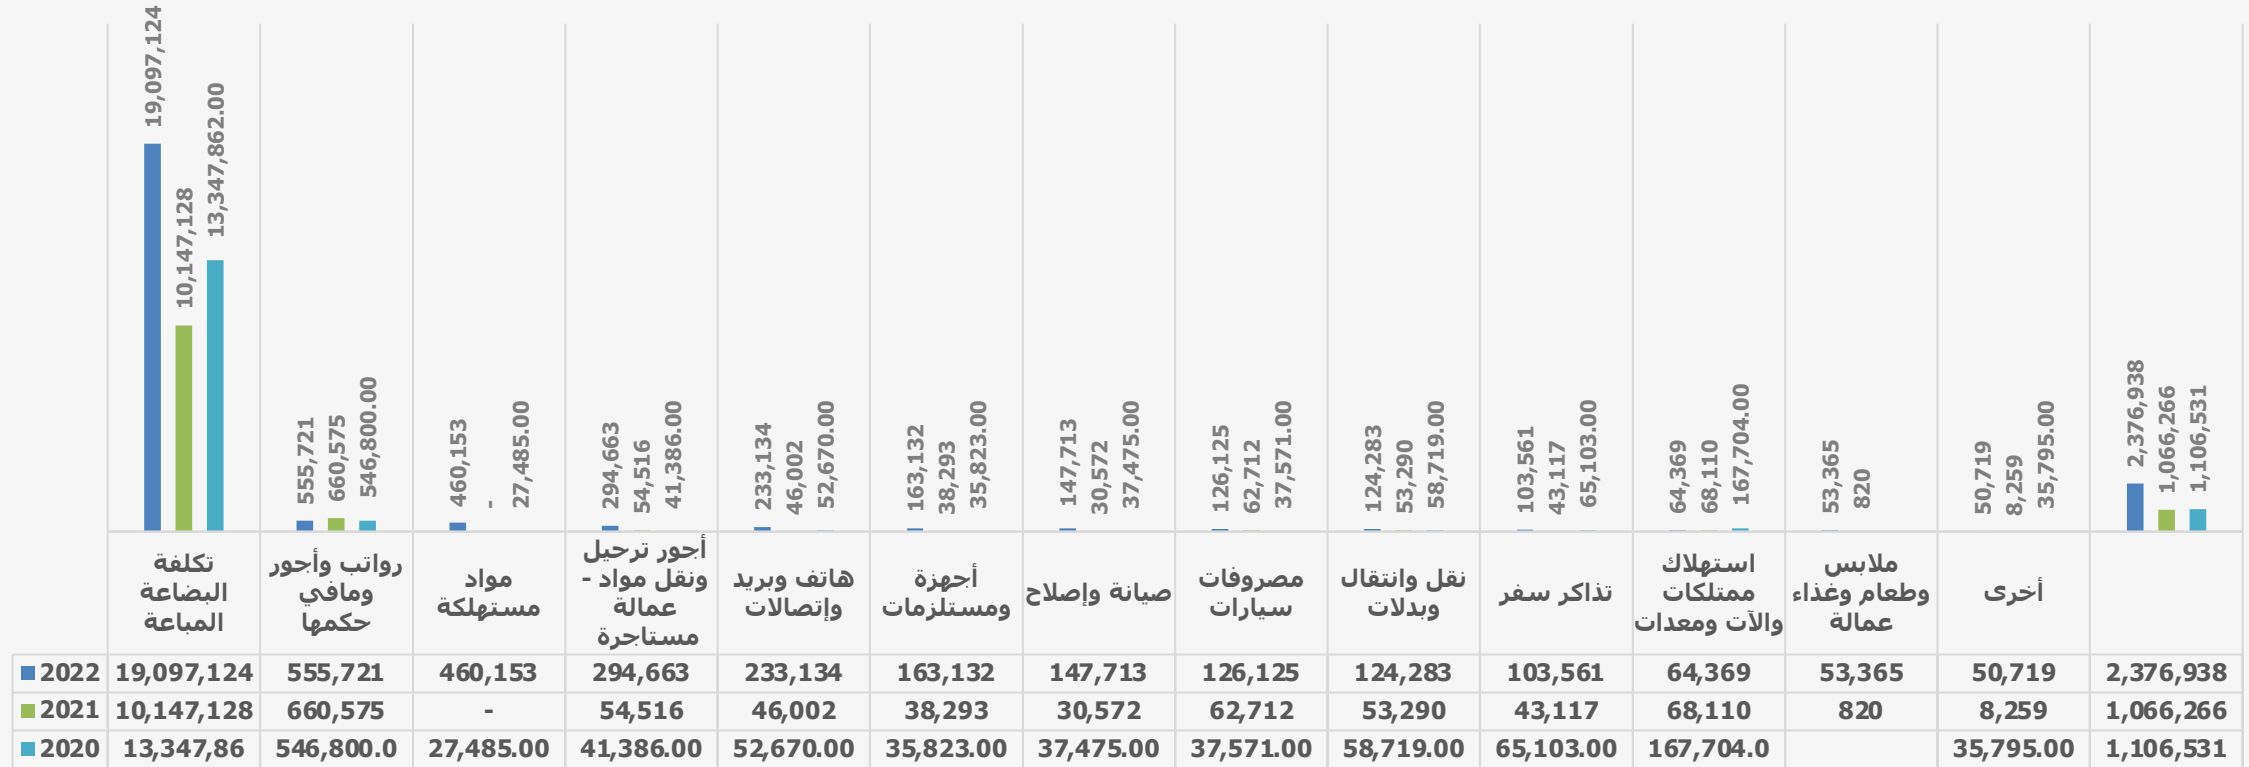 19,097,124
10,147,128
13,347,862.00
555,721
660,575
546,800.00
460,153
-
27,485.00
294,663
54,516
41,386.00
233,134
46,002
52,670.00
163,132
38,293
35,823.00
147,713
30,572
37,475.00
126,125
62,712
37,571.00
124,283
53,290
58,719.00
103,561
43,117
65,103.00
64,369
68,110
167,704.00
53,365
820
50,719
8,259
35,795.00
2,376,938
1,066,266
1,106,531
تكلفة
البضاعة
المباعة
رواتب وأجور
ومافي
حكمها
مواد
مستهلكة
أجور ترحيل
ونقل مواد -
عمالة
مستاجرة
هاتف وبريد
وإتصالات
أجهزة
ومستلزمات
صيانة وإصلاح
مصروفات
سيارات
نقل وانتقال
وبدلات
تذاكر سفر
استهلاك
ممتلكات
والآت ومعدات
ملابس
وطعام وغذاء
عمالة
أخرى
2022 19,097,124 555,721 460,153 294,663 233,134 163,132 147,713 126,125 124,283 103,561 64,369 53,365 50,719 2,376,938
2021 10,147,128 660,575 - 54,516 46,002 38,293 30,572 62,712 53,290 43,117 68,110 820 8,259 1,066,266
2020 13,347,86 546,800.0 27,485.00 41,386.00 52,670.00 35,823.00 37,475.00 37,571.00 58,719.00 65,103.00 167,704.0 35,795.00 1,106,531